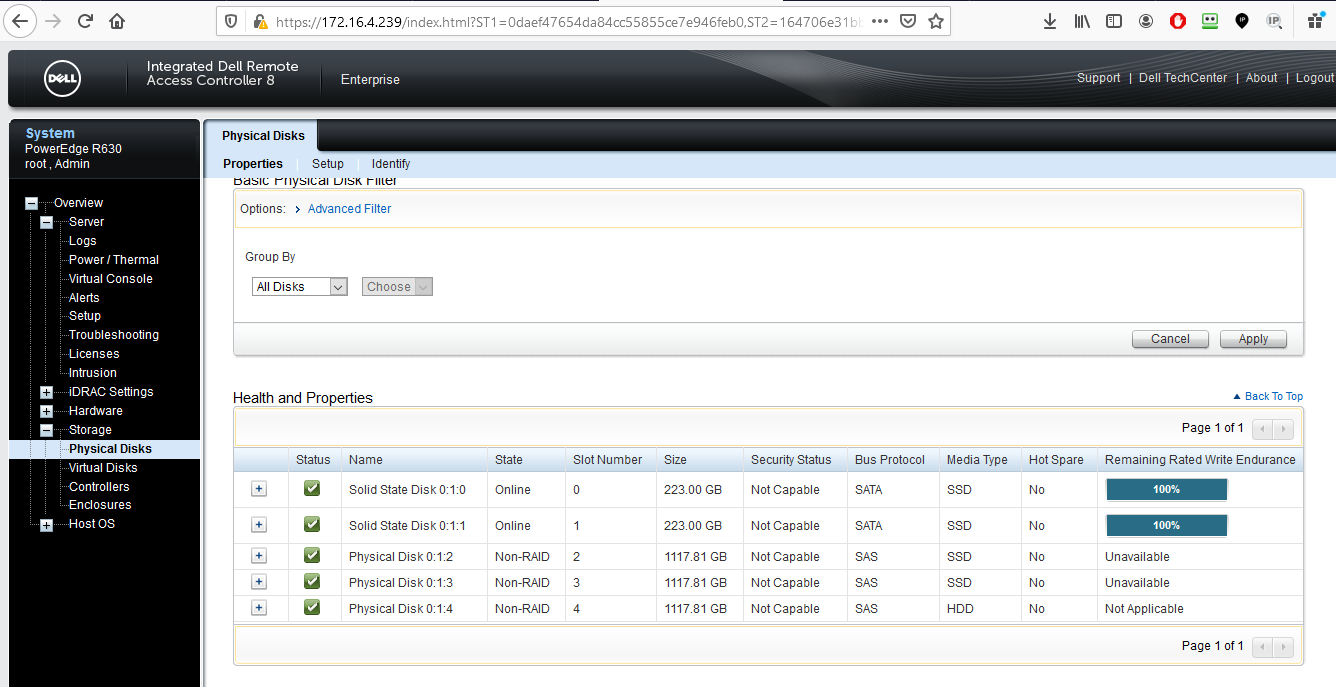 https://172.16.4.239/index.html?ST1=0daef47654da84cc55855ce7e946feb0,ST2=164706e31b
DELL
Integrated Dell Remote
Access Controller 8
Enterprise
Support | Dell TechCenter | About | Logout
System
PowerEdge R630
root , Admin
Overview
Server
Logs
Power / Thermal
Virtual Console
Alerts
Setup
Troubleshooting
Licenses
Intrusion
iDRAC Settings
Hardware
Storage
Physical Disks
Virtual Disks
Controllers
Enclosures
Host OS
Physical Disks
Properties Setup Identify
Basic Physical Disk Filter
Options: Advanced Filter
Group By
All Disks Choose
Cancel Apply
Health and Properties
Back To Top
Page 1 of 1
Status Name State Slot Number Size Security Status Bus Protocol Media Type Hot Spare Remaining Rated Write Endurance
+ Solid State Disk 0:1:0 Online 0 223.00 GB Not Capable SATA SSD No 100%
+ Solid State Disk 0:1:1 Online 1 223.00 GB Not Capable SATA SSD No 100%
+ Physical Disk 0:1:2 Non-RAID 2 1117.81 GB Not Capable SAS SSD No Unavailable
+ Physical Disk 0:1:3 Non-RAID 3 1117.81 GB Not Capable SAS SSD No Unavailable
+ Physical Disk 0:1:4 Non-RAID 4 1117.81 GB Not Capable SAS HDD No Not Applicable
Page 1 of 1